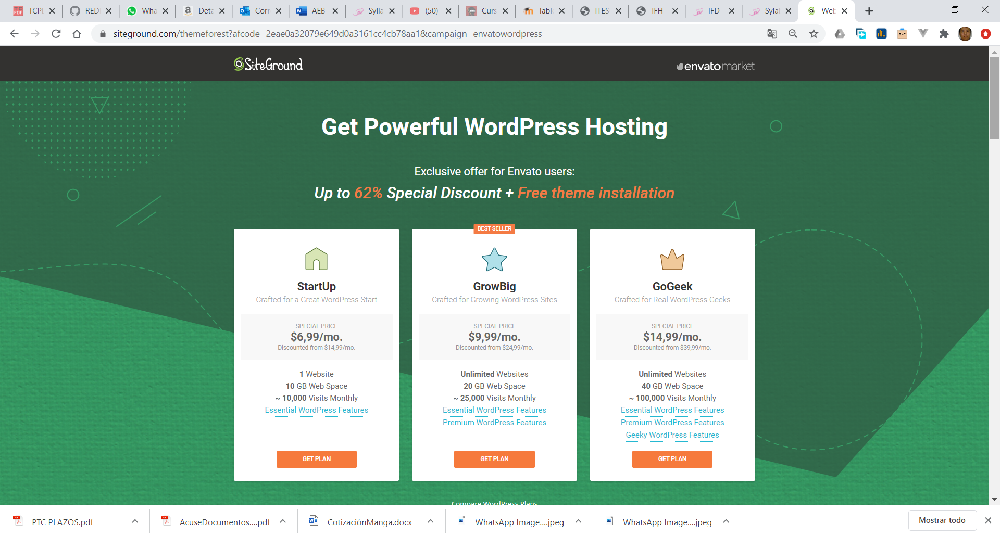 TCPD
REDI
Wha
Deta
Corr
AEB-
Sylla
(50)
Curs
Table
ITES
IFH-
IFD-
Sylal
Web
siteground.com/themeforest?afcode=2eae0a32079e649d0a3161cc4cb78aa1&campaign=envatowordpress
SiteGround
envato market
Get Powerful WordPress Hosting
Exclusive offer for Envato users:
Up to 62% Special Discount + Free theme installation
StartUp
Crafted for a Great WordPress Start
SPECIAL PRICE
$6,99/mo.
Discounted from $14,99/mo.
1 Website
10 GB Web Space
~ 10,000 Visits Monthly
Essential WordPress Features
GET PLAN
BEST SELLER
GrowBig
Crafted for Growing WordPress Sites
SPECIAL PRICE
$9,99/mo.
Discounted from $24,99/mo.
Unlimited Websites
20 GB Web Space
~ 25,000 Visits Monthly
Essential WordPress Features
Premium WordPress Features
GET PLAN
GoGeek
Crafted for Real WordPress Geeks
SPECIAL PRICE
$14,99/mo.
Discounted from $39,99/mo.
Unlimited Websites
40 GB Web Space
~ 100,000 Visits Monthly
Essential WordPress Features
Premium WordPress Features
Geeky WordPress Features
GET PLAN
Compare WordPress Plans
PTC PLAZOS.pdf
AcuseDocumentos....pdf
CotizaciónManga.docx
WhatsApp Image....jpeg
WhatsApp Image....jpeg
Mostrar todo